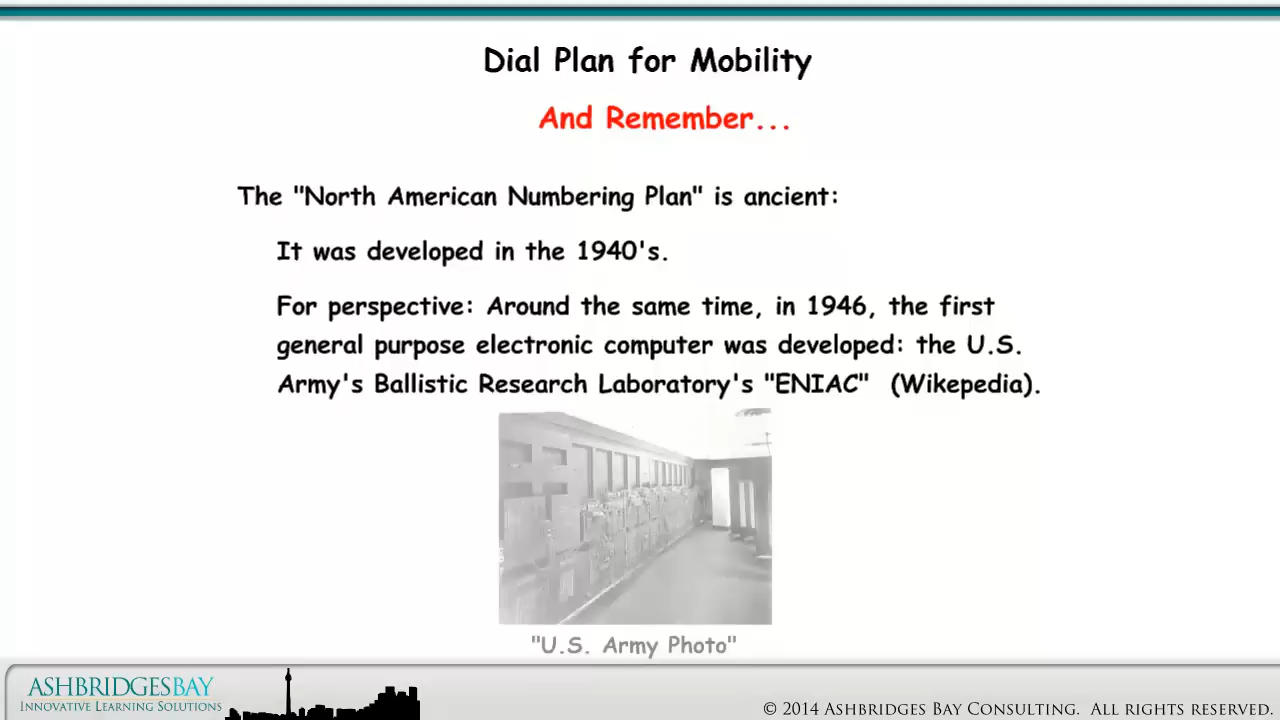 Dial Plan for Mobility
And Remember...
The "North American Numbering Plan" is ancient:
It was developed in the 1940's.
For perspective: Around the same time, in 1946, the first
general purpose electronic computer was developed: the U.S.
Army's Ballistic Research Laboratory's "ENIAC" (Wikepedia).
"U.S. Army Photo"
ASHBRIDGESBAY
INNOVATIVE LEARNING SOLUTIONS
© 2014 ASHBRIDGES BAY CONSULTING. ALL RIGHTS RESERVED.